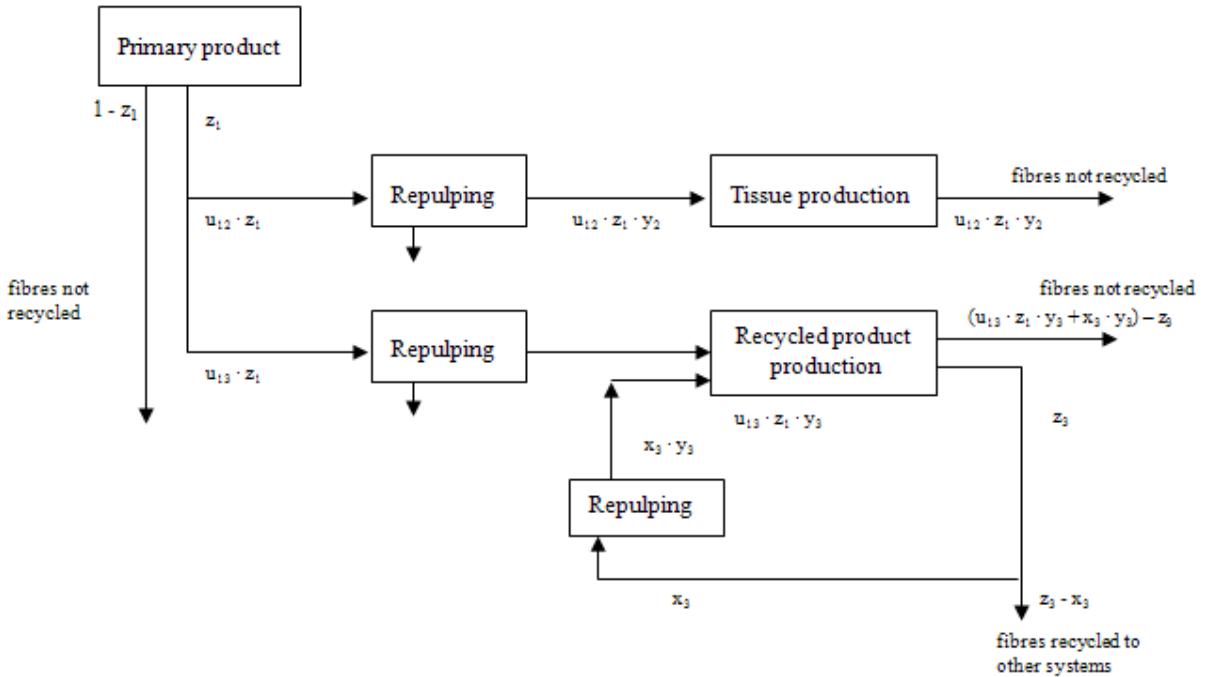 Primary product
1 - z₁
z₁
Repulping
Tissue production
fibres not recycled
u₁₂ · z₁
u₁₂ · z₁ · y₂
u₁₂ · z₁ · y₂
fibres not
recycled
fibres not recycled
(u₁₃ · z₁ · y₃ + x₃ · y₃) – z₃
Repulping
Recycled product
production
u₁₃ · z₁
u₁₃ · z₁ · y₃
z₃
x₃ · y₃
Repulping
x₃
z₃ - x₃
fibres recycled to
other systems